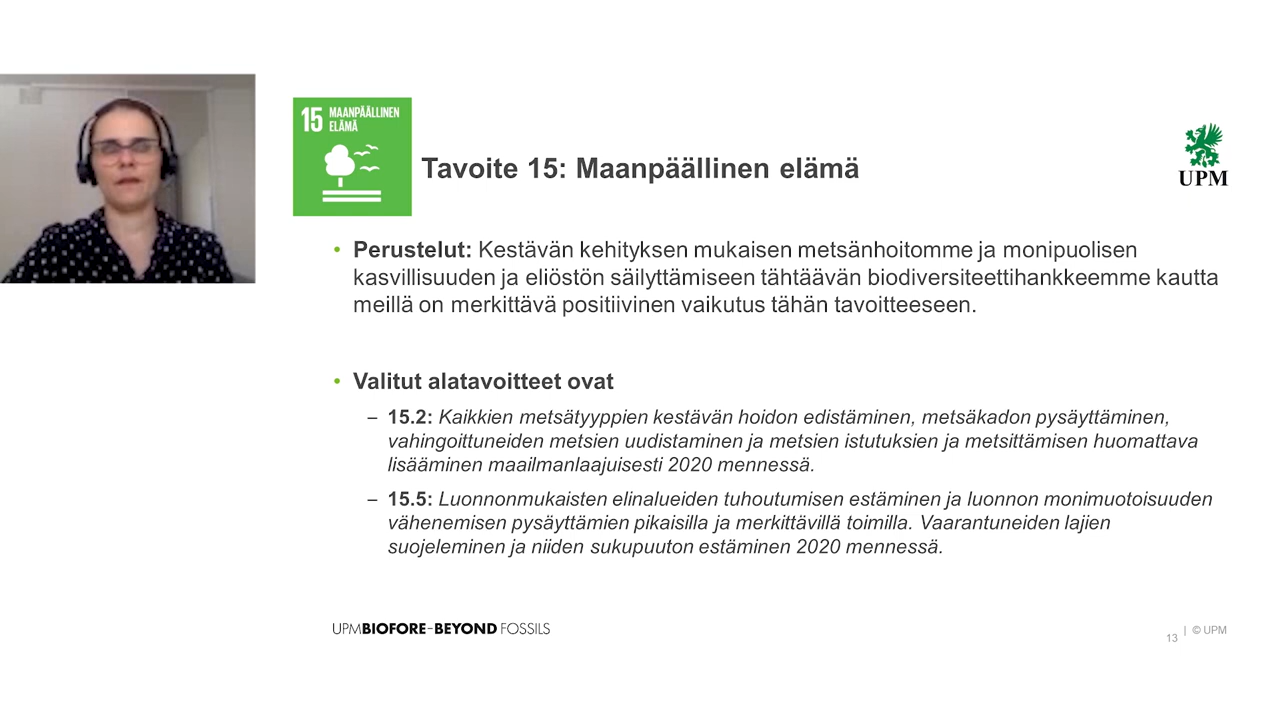 15 MAANPÄÄLLINEN
ELÄMÄ
Tavoite 15: Maanpäällinen elämä
UPM
• Perustelut: Kestävän kehityksen mukaisen metsänhoitomme ja monipuolisen
kasvillisuuden ja eliöstön säilyttämiseen tähtäävän biodiversiteettihankkeemme kautta
meillä on merkittävä positiivinen vaikutus tähän tavoitteeseen.
• Valitut alatavoitteet ovat
– 15.2: Kaikkien metsätyyppien kestävän hoidon edistäminen, metsäkadon pysäyttäminen,
vahingoittuneiden metsien uudistaminen ja metsien istutuksien ja metsittämisen huomattava
lisääminen maailmanlaajuisesti 2020 mennessä.
– 15.5: Luonnonmukaisten elinalueiden tuhoutumisen estäminen ja luonnon monimuotoisuuden
vähenemisen pysäyttämien pikaisilla ja merkittävillä toimilla. Vaarantuneiden lajien
suojeleminen ja niiden sukupuuton estäminen 2020 mennessä.
UPMBIOFORE–BEYOND FOSSILS
13 | © UPM